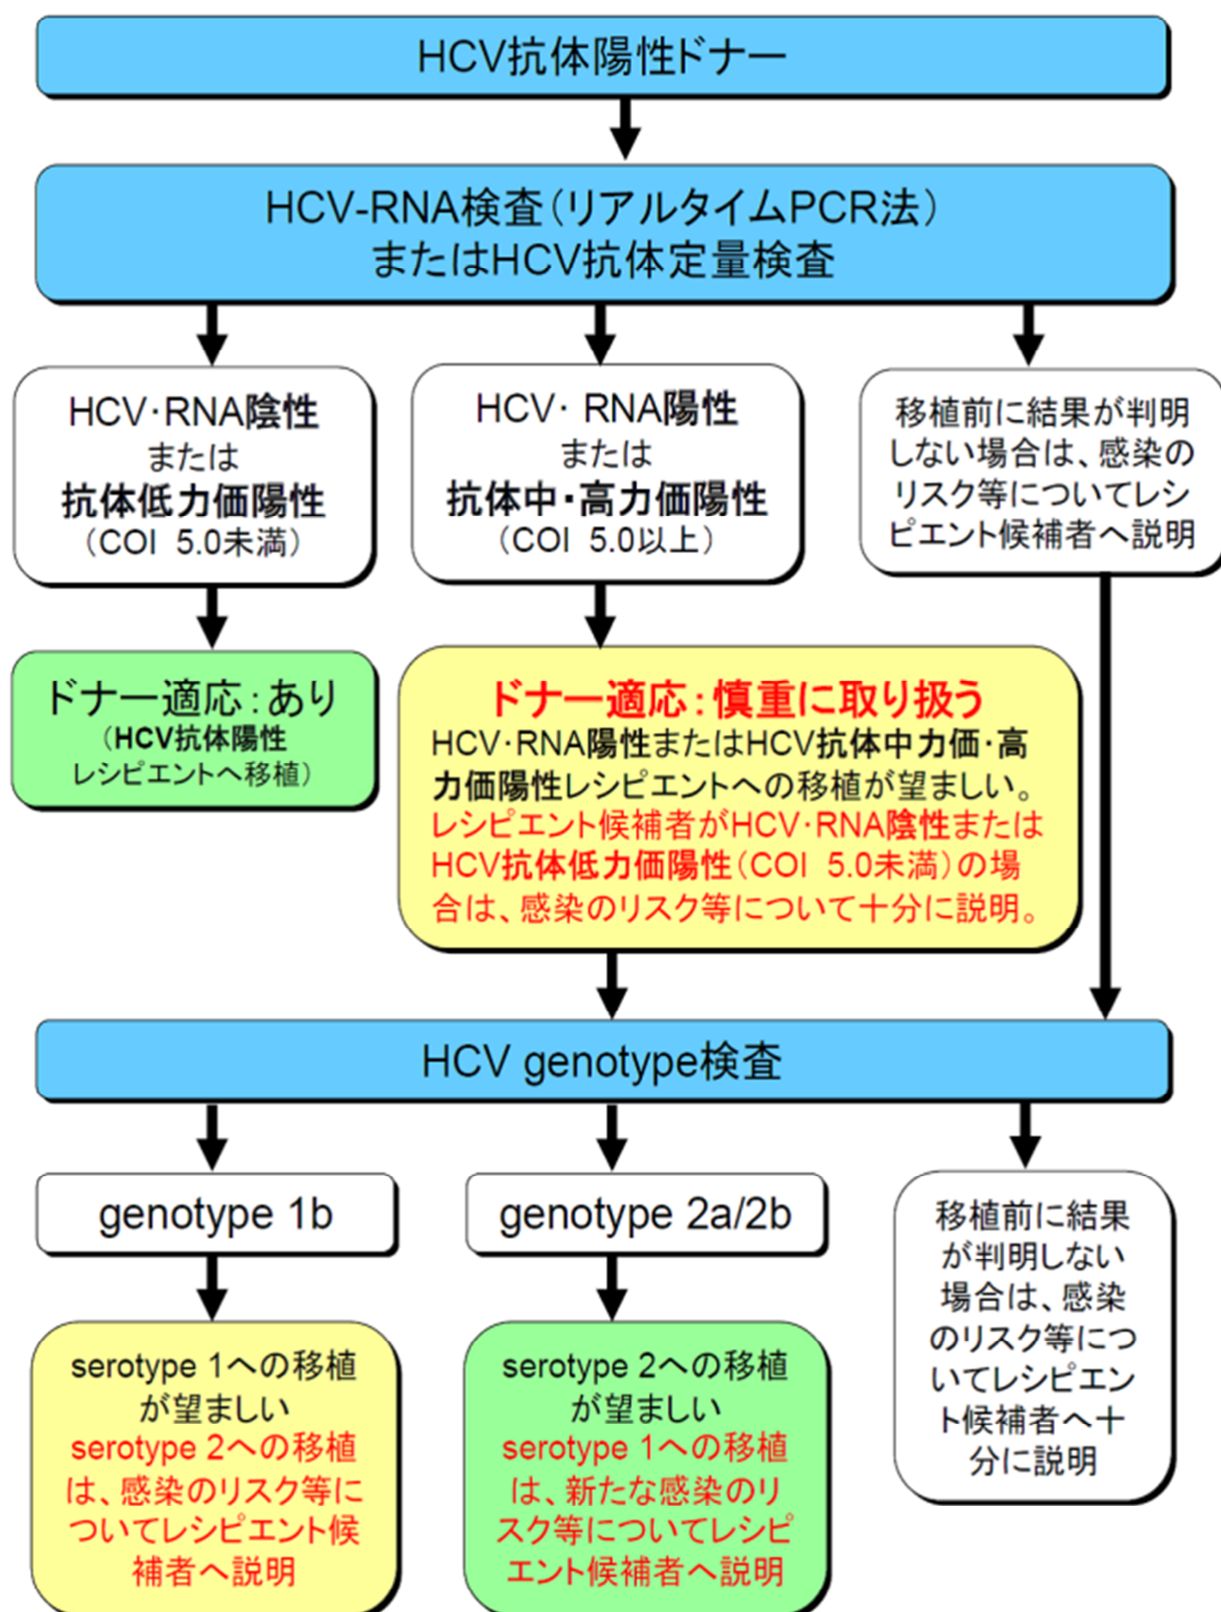 HCV抗体陽性ドナー
HCV-RNA検査(リアルタイムPCR法)
またはHCV抗体定量検査
HCV・RNA陰性
または
抗体低力価陽性
(COI 5.0未満)
HCV・ RNA陽性
または
抗体中・高力価陽性
(COI 5.0以上)
移植前に結果が判明
しない場合は、感染の
リスク等についてレシ
ピエント候補者へ説明
ドナー適応:あり
(HCV抗体陽性
レシピエントへ移植)
ドナー適応:慎重に取り扱う
HCV・RNA陽性またはHCV抗体中力価・高
力価陽性レシピエントへの移植が望ましい。
レシピエント候補者がHCV・RNA陰性または
HCV抗体低力価陽性(COI 5.0未満)の場
合は、感染のリスク等について十分に説明。
HCV genotype検査
genotype 1b
genotype 2a/2b
移植前に結果
が判明しない
場合は、感染
のリスク等につ
いてレシピエン
ト候補者へ十
分に説明
serotype 1への移植
が望ましい
serotype 2への移植
は、感染のリスク等に
ついてレシピエント候
補者へ説明
serotype 2への移植
が望ましい
serotype 1への移植
は、新たな感染のリ
スク等についてレシピ
エント候補者へ説明